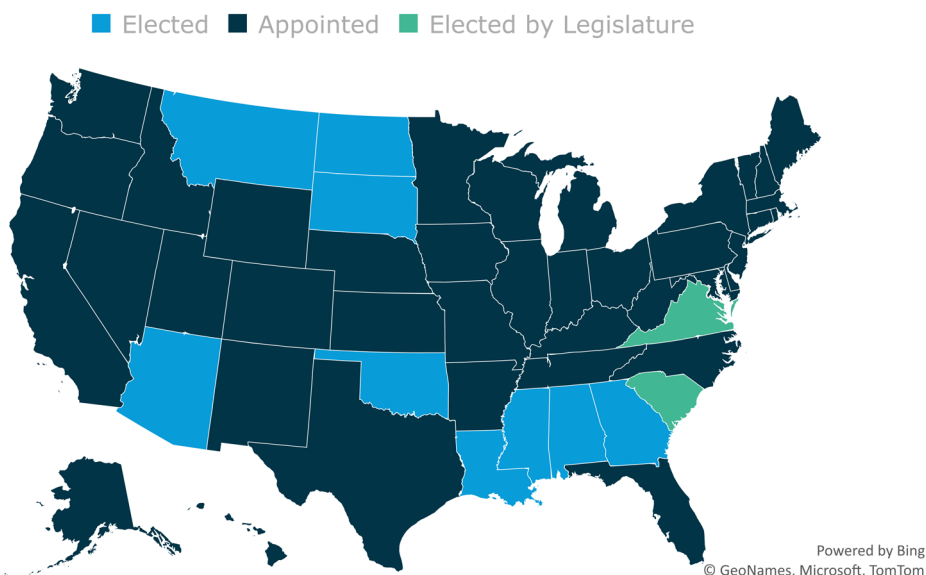 Elected Appointed Elected by Legislature
Powered by Bing
© GeoNames, Microsoft, TomTom